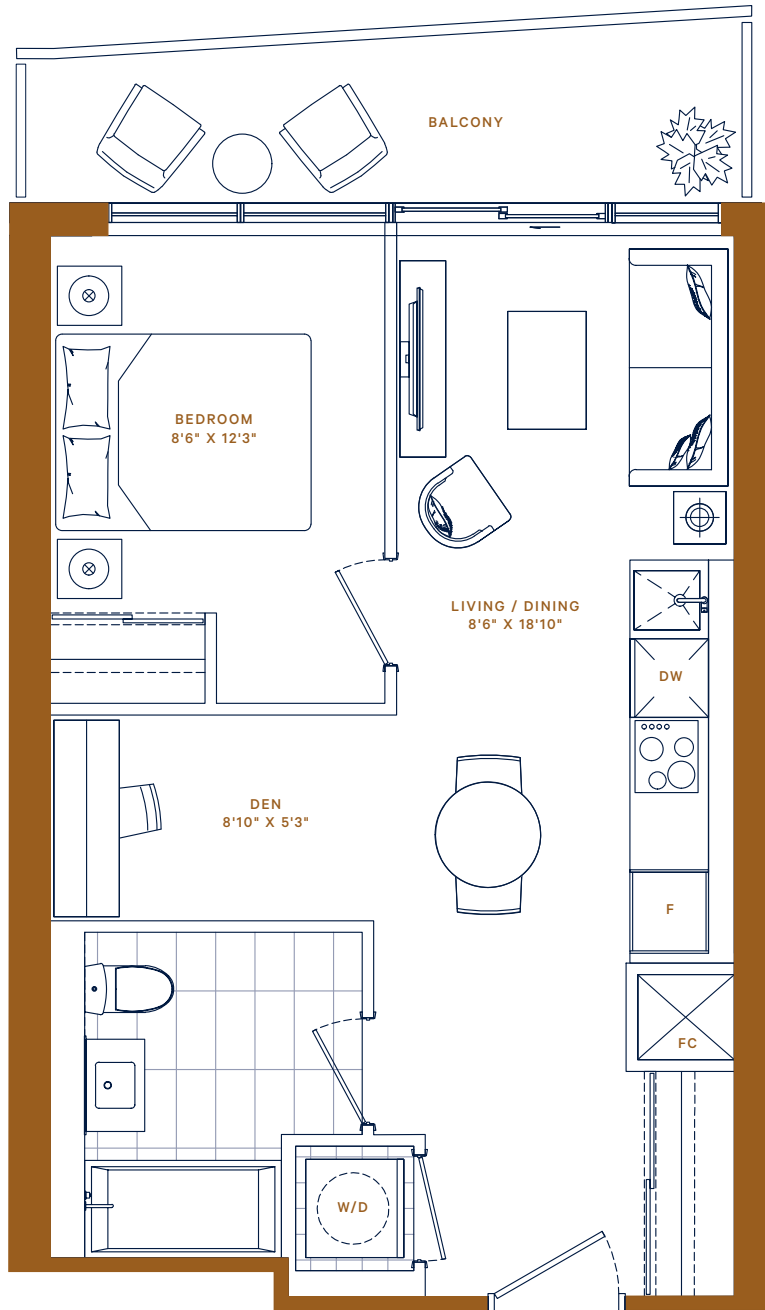 BALCONY
BEDROOM
8'6" X 12'3"
LIVING / DINING
8'6" X 18'10"
DW
DEN
8'10" X 5'3"
F
FC
W/D